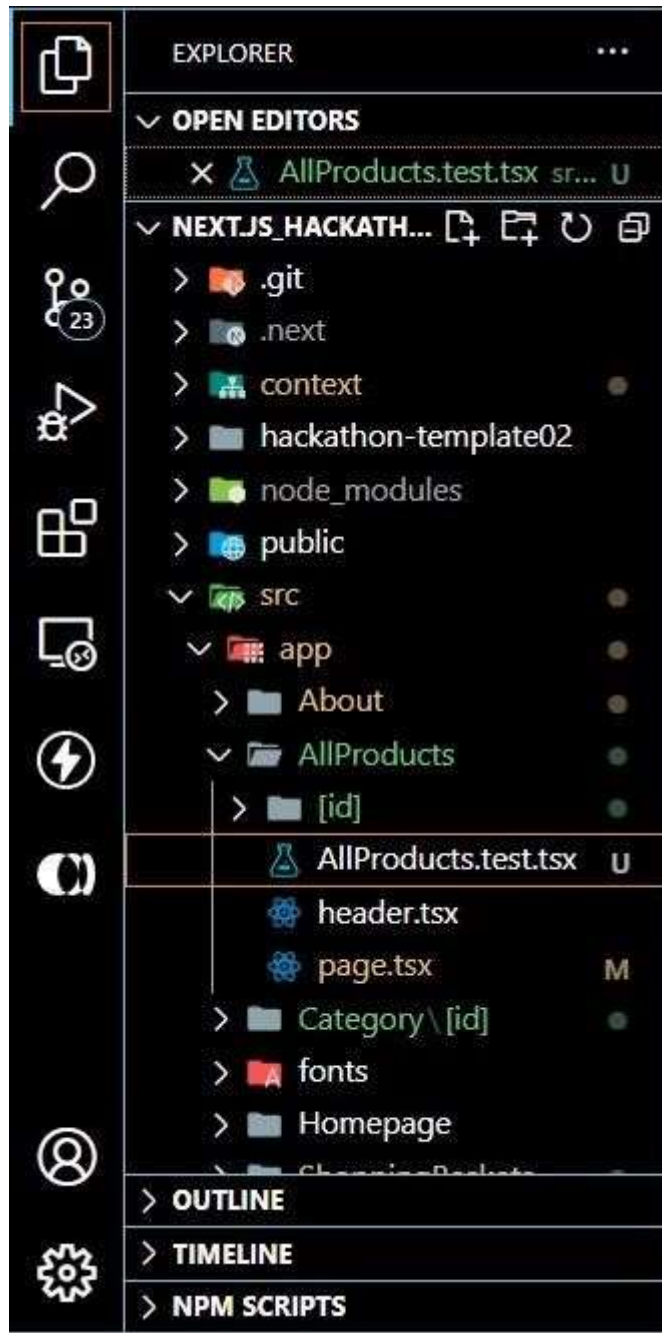 EXPLORER ···
OPEN EDITORS
AllProducts.test.tsx sr... U
NEXT.JS_HACKATH...
.git
23
.next
context
hackathon-template02
node_modules
public
src
app
About
AllProducts
[id]
AllProducts.test.tsx U
header.tsx
page.tsx M
Category\[id]
fonts
Homepage
OUTLINE
TIMELINE
NPM SCRIPTS